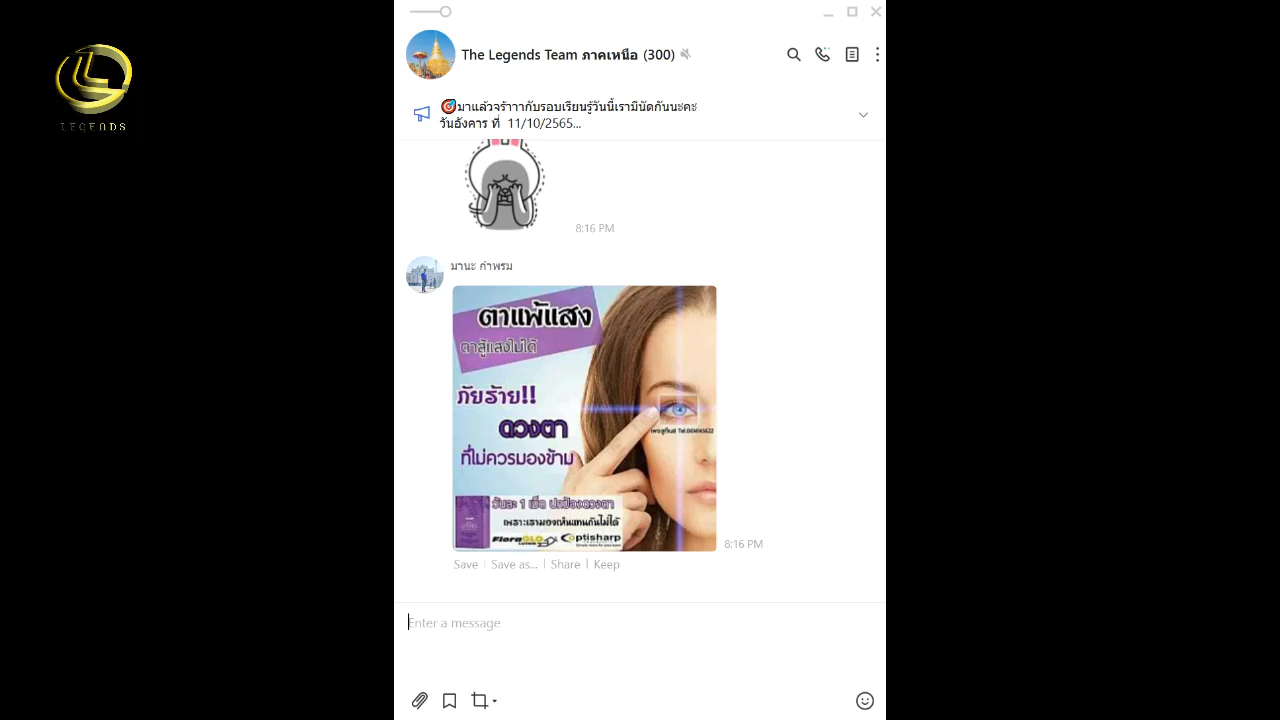 The Legends Team ภาคเหนือ (300)
LEGENDS
🎯มาแล้วจร้าาากับรอบเรียนรู้วันนี้เรามีนัดกันนะคะ
วันอังคาร ที่ 11/10/2565...
8:16 PM
มานะ กำพรม
ตาแพ้แสง
ตาสู้แสงไม่ได้
ภัยร้าย!!
ดวงตา
ที่ไม่ควรมองข้าม
วันละ 1 เม็ด ปกป้องดวงตา
เพราะเรามองเห็นแทนกันไม่ได้
FloraGLO
Optisharp
8:16 PM
Save | Save as... | Share | Keep
Enter a message